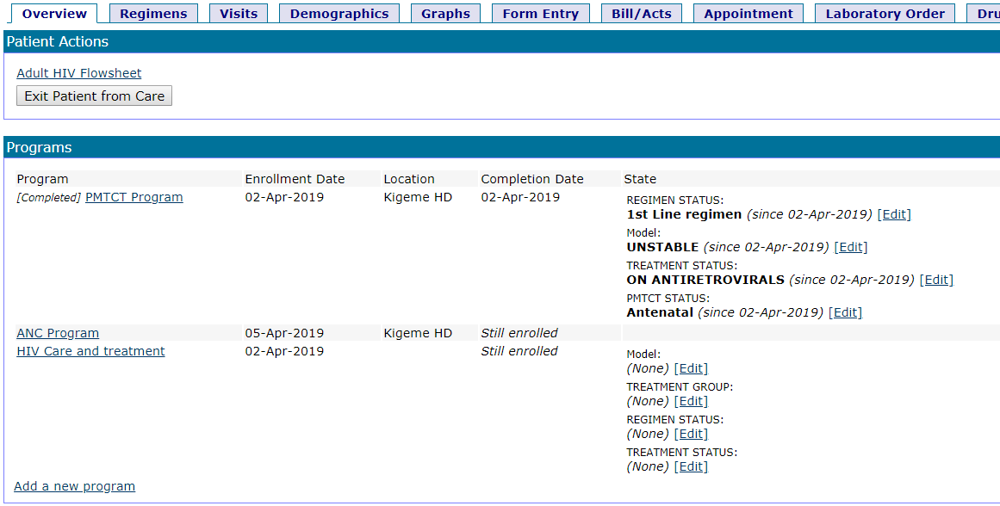 Overview Regimens Visits Demographics Graphs Form Entry Bill/Acts Appointment Laboratory Order Dru
Patient Actions
Adult HIV Flowsheet
Exit Patient from Care
Programs
Program Enrollment Date Location Completion Date State
[Completed] PMTCT Program 02-Apr-2019 Kigeme HD 02-Apr-2019
REGIMEN STATUS:
1st Line regimen (since 02-Apr-2019) [Edit]
Model:
UNSTABLE (since 02-Apr-2019) [Edit]
TREATMENT STATUS:
ON ANTIRETROVIRALS (since 02-Apr-2019) [Edit]
PMTCT STATUS:
Antenatal (since 02-Apr-2019) [Edit]
ANC Program 05-Apr-2019 Kigeme HD Still enrolled
HIV Care and treatment 02-Apr-2019 Still enrolled
Model:
(None) [Edit]
TREATMENT GROUP:
(None) [Edit]
REGIMEN STATUS:
(None) [Edit]
TREATMENT STATUS:
(None) [Edit]
Add a new program